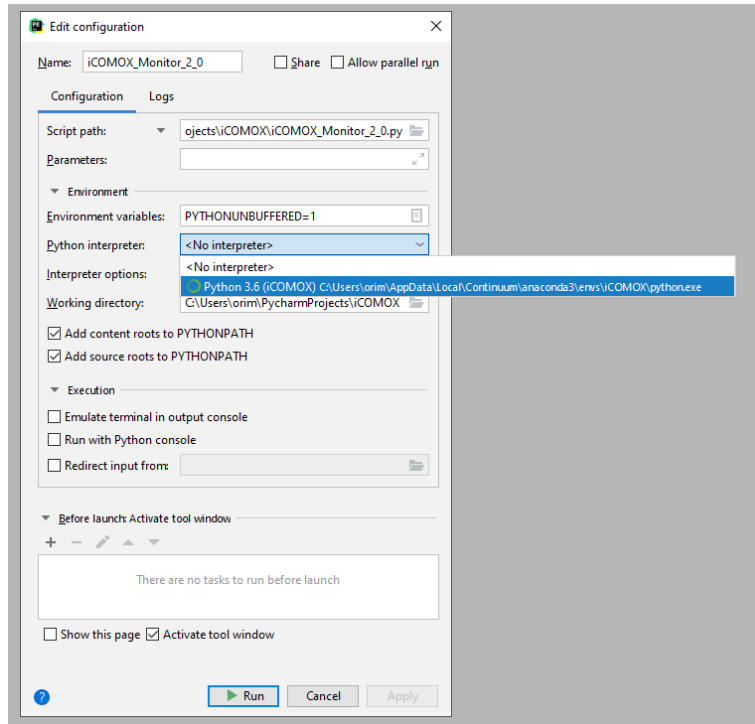 Edit configuration
Name: iCOMOX_Monitor_2_0 Share Allow parallel run
Configuration Logs
Script path: ojects\iCOMOX\iCOMOX_Monitor_2_0.py
Parameters:
Environment
Environment variables: PYTHONUNBUFFERED=1
Python interpreter: <No interpreter>
<No interpreter>
Interpreter options:
Python 3.6 (iCOMOX) C:\Users\orim\AppData\Local\Continuum\anaconda3\envs\iCOMOX\python.exe
Working directory: C:\Users\orim\PycharmProjects\iCOMOX
Add content roots to PYTHONPATH
Add source roots to PYTHONPATH
Execution
Emulate terminal in output console
Run with Python console
Redirect input from:
Before launch: Activate tool window
There are no tasks to run before launch
Show this page Activate tool window
? Run Cancel Apply